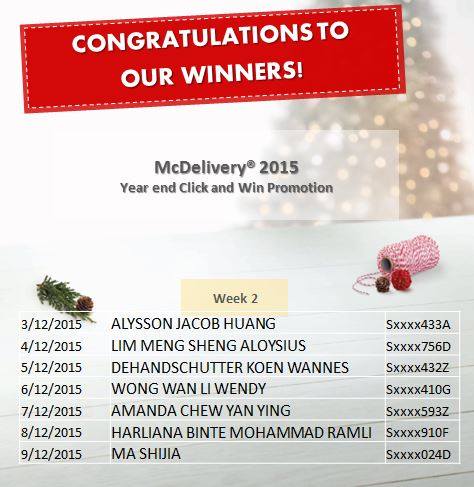 CONGRATULATIONS TO
OUR WINNERS!
McDelivery® 2015
Year end Click and Win Promotion
Week 2
3/12/2015 ALYSSON JACOB HUANG Sxxxx433A
4/12/2015 LIM MENG SHENG ALOYSIUS Sxxxx756D
5/12/2015 DEHANDSCHUTTER KOEN WANNES Sxxxx432Z
6/12/2015 WONG WAN LI WENDY Sxxxx410G
7/12/2015 AMANDA CHEW YAN YING Sxxxx593Z
8/12/2015 HARLIANA BINTE MOHAMMAD RAMLI Sxxxx910F
9/12/2015 MA SHIJIA Sxxxx024D